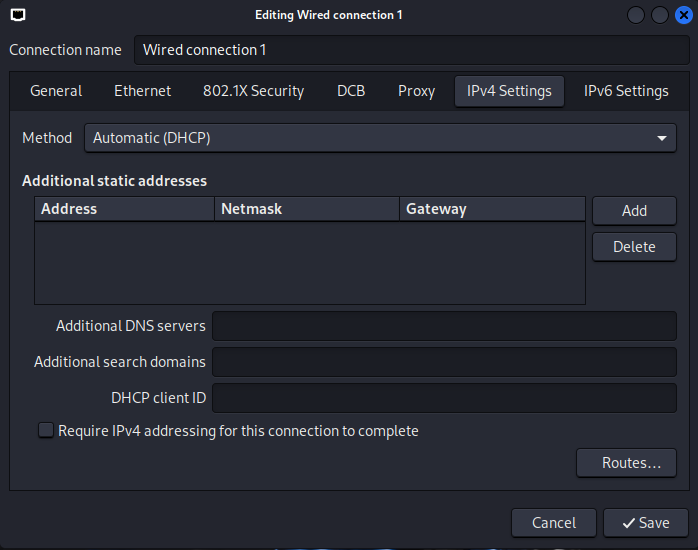 Editing Wired connection 1
Connection name Wired connection 1
General Ethernet 802.1X Security DCB Proxy IPv4 Settings IPv6 Settings
Method Automatic (DHCP)
Additional static addresses
Address Netmask Gateway Add
Delete
Additional DNS servers
Additional search domains
DHCP client ID
Require IPv4 addressing for this connection to complete
Routes…
Cancel Save